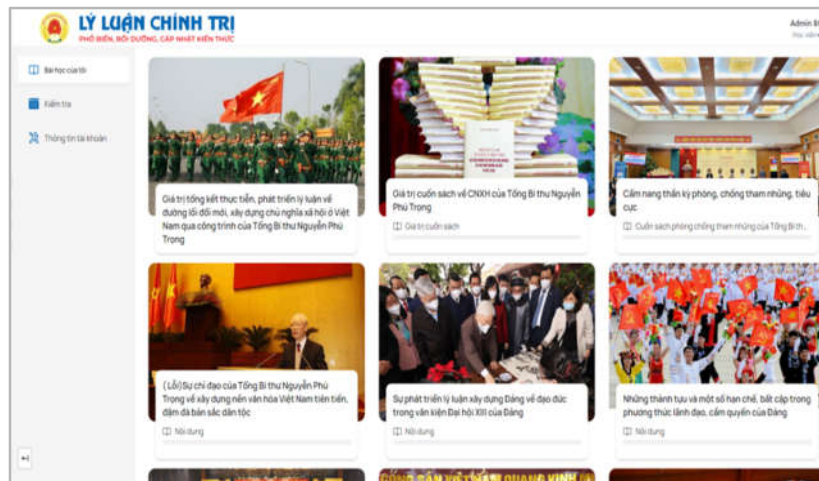 LÝ LUẬN CHÍNH TRỊ
PHỔ BIẾN, BỒI DƯỠNG, CẬP NHẬT KIẾN THỨC
Admin
Học viên
Bài học của tôi
Kiểm tra
Thông tin tài khoản
Giá trị tổng kết thực tiễn, phát triển lý luận về
đường lối đổi mới, xây dựng chủ nghĩa xã hội ở Việt
Nam qua công trình của Tổng Bí thư Nguyễn Phú
Trọng
Giá trị cuốn sách về CNXH của Tổng Bí thư Nguyễn
Phú Trọng
Giá trị cuốn sách
Cẩm nang thần kỳ phòng, chống tham nhũng, tiêu
cực
Cuốn sách phòng chống tham nhũng của Tổng Bí th...
(Lỗi)Sự chỉ đạo của Tổng Bí thư Nguyễn Phú
Trọng về xây dựng nền văn hóa Việt Nam tiên tiến,
đậm đà bản sắc dân tộc
Nội dung
Sự phát triển lý luận xây dựng Đảng về đạo đức
trong văn kiện Đại hội XIII của Đảng
Nội dung
Những thành tựu và một số hạn chế, bất cập trong
phương thức lãnh đạo, cầm quyền của Đảng
Nội dung
CỘNG SẢN VIỆT NAM QUANG VINH